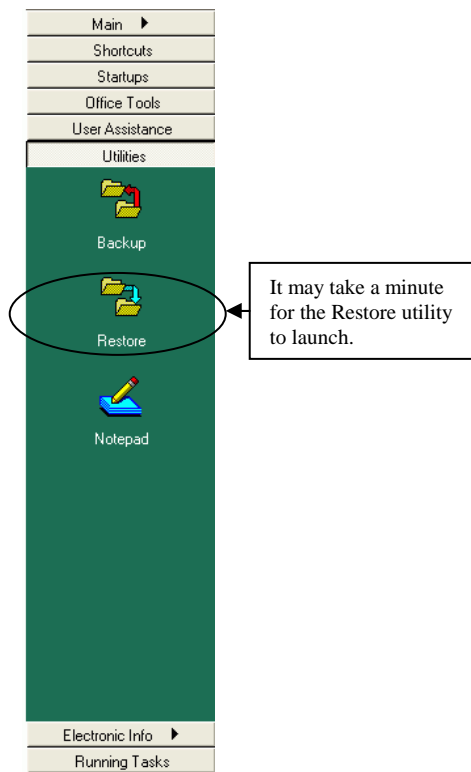 Main
Shortcuts
Startups
Office Tools
User Assistance
Utilities
Backup
Restore
It may take a minute
for the Restore utility
to launch.
Notepad
Electronic Info
Running Tasks